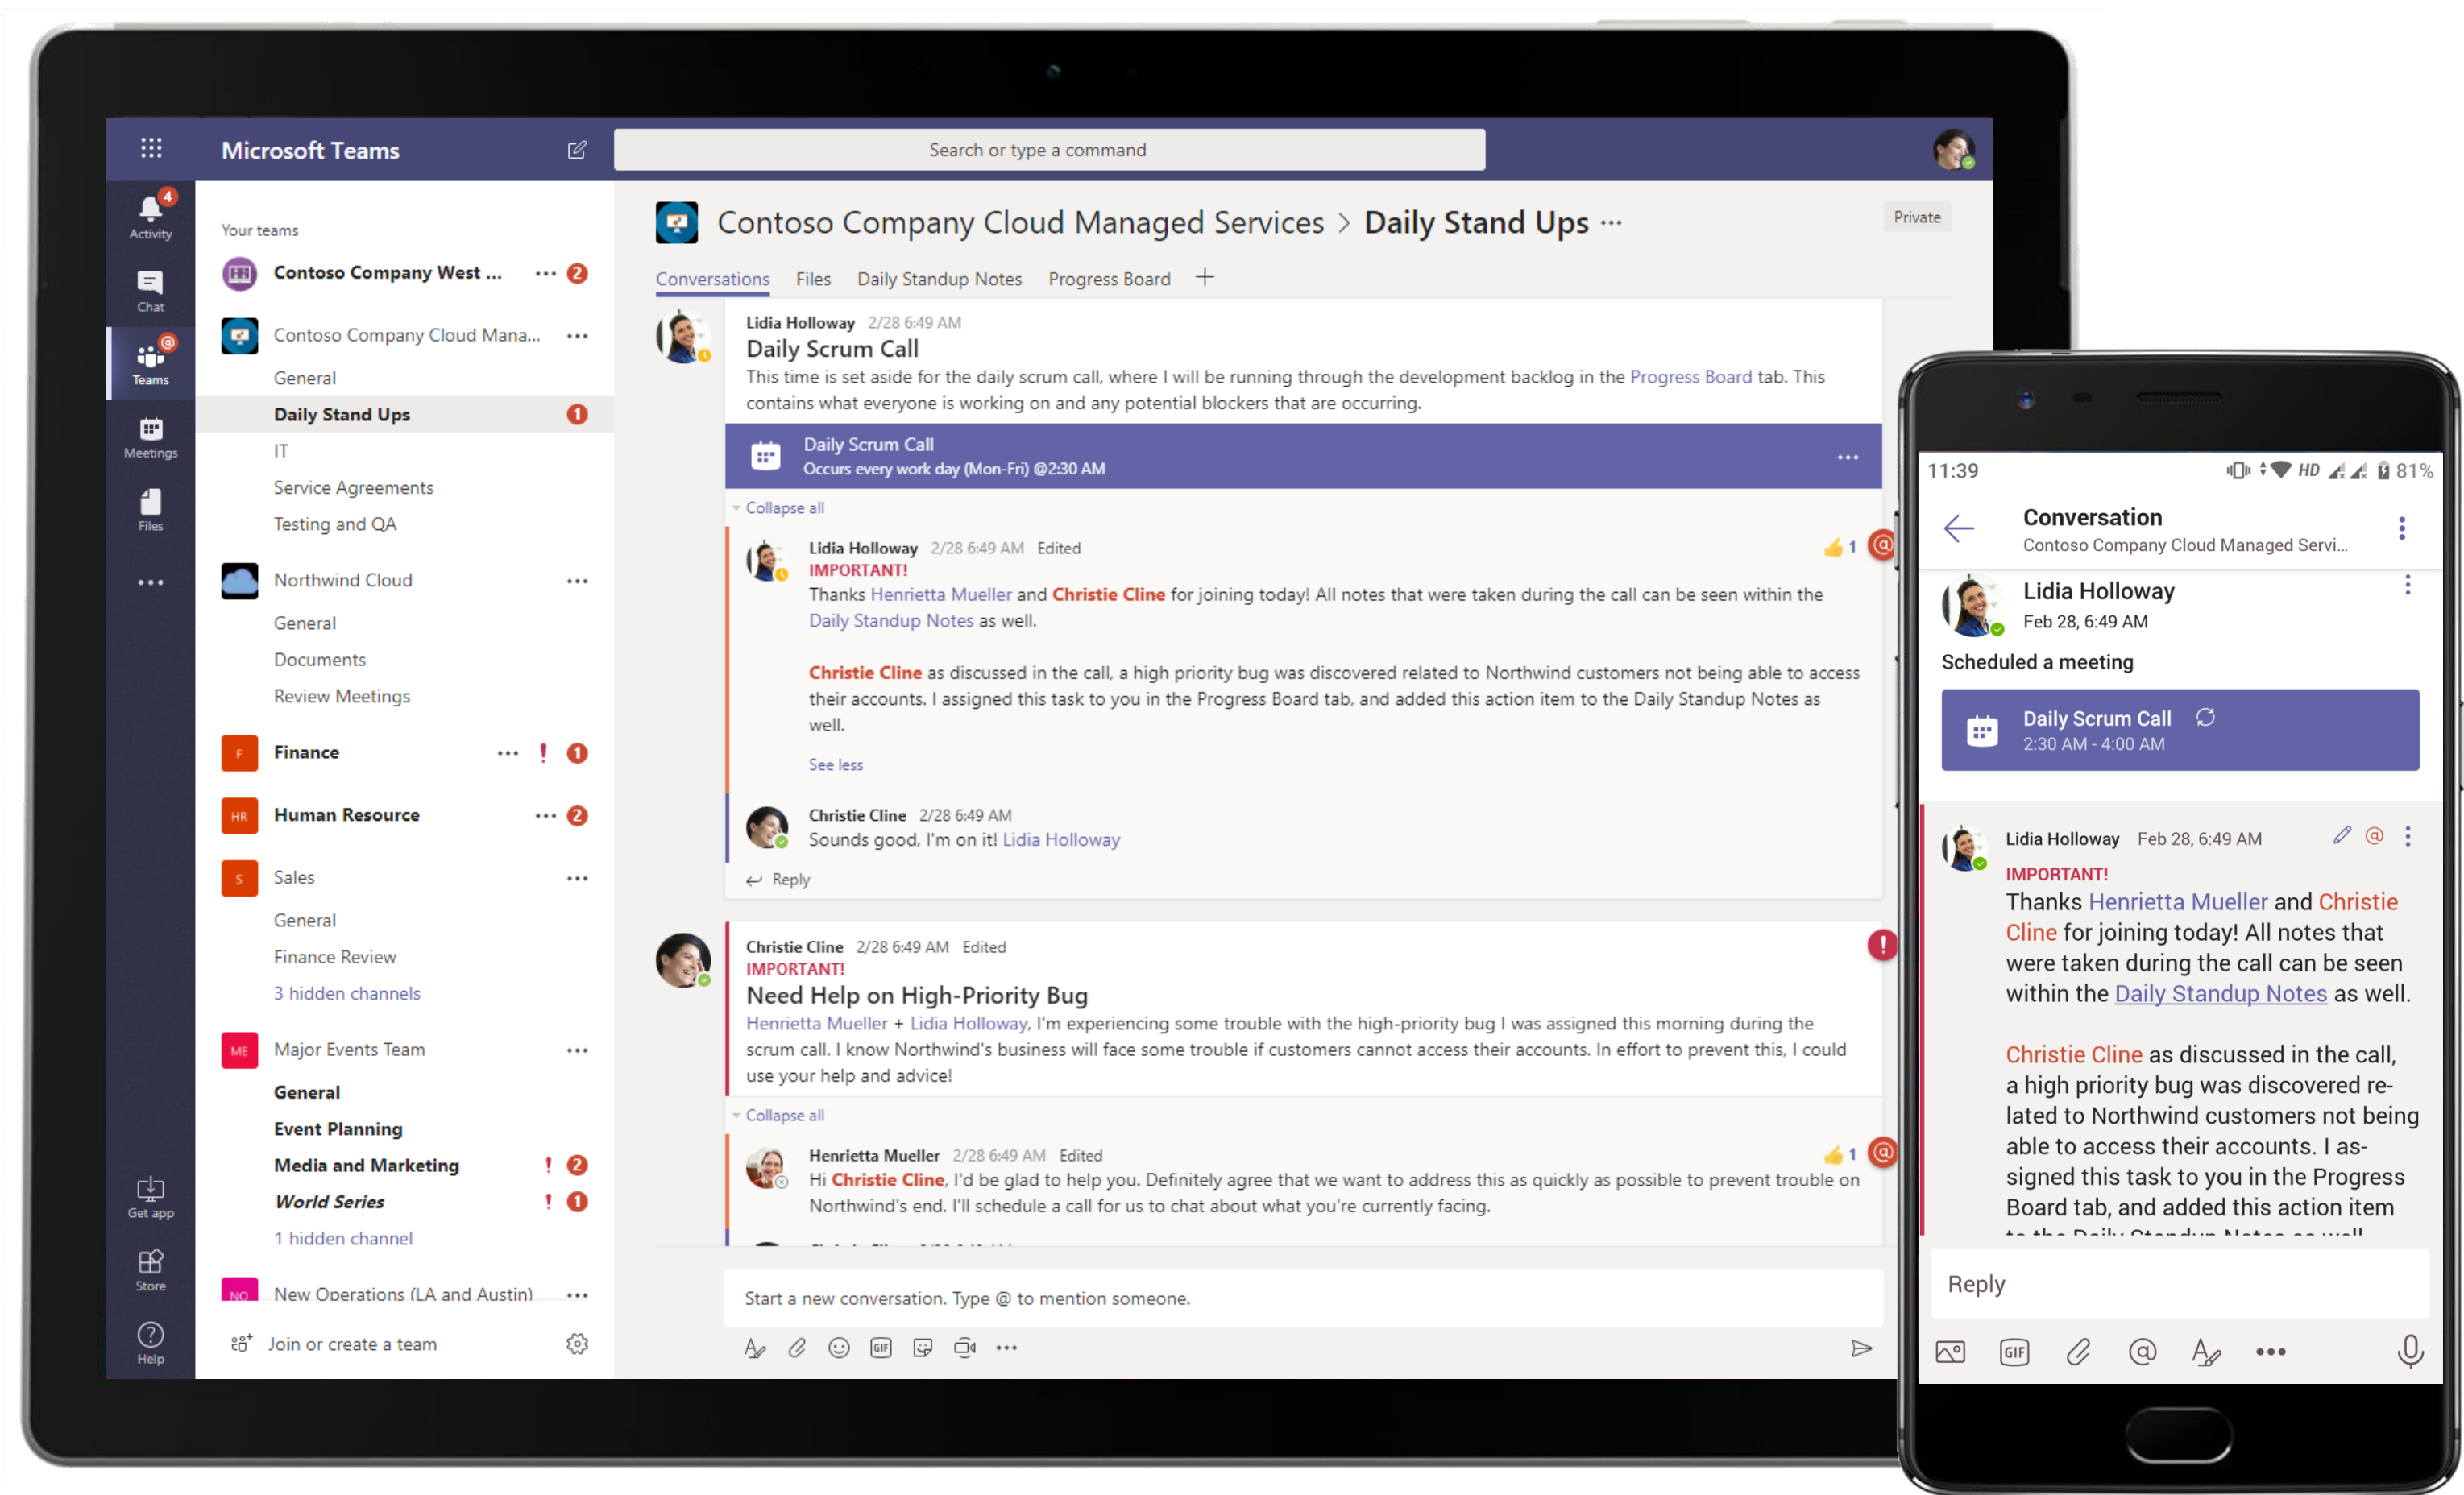 Microsoft Teams
Search or type a command
4
Activity
Chat
@
Teams
Meetings
Files
Get app
Store
Help
Your teams
Contoso Company West ... 2
Contoso Company Cloud Mana...
General
Daily Stand Ups 1
IT
Service Agreements
Testing and QA
Northwind Cloud
General
Documents
Review Meetings
F Finance ! 1
HR Human Resource 2
S Sales
General
Finance Review
3 hidden channels
ME Major Events Team
General
Event Planning
Media and Marketing ! 2
World Series ! 1
1 hidden channel
NO New Operations (LA and Austin)
Join or create a team
Contoso Company Cloud Managed Services > Daily Stand Ups ...
Private
Conversations Files Daily Standup Notes Progress Board +
Lidia Holloway 2/28 6:49 AM
Daily Scrum Call
This time is set aside for the daily scrum call, where I will be running through the development backlog in the Progress Board tab. This
contains what everyone is working on and any potential blockers that are occurring.
Daily Scrum Call
Occurs every work day (Mon-Fri) @2:30 AM
Collapse all
Lidia Holloway 2/28 6:49 AM Edited 1 @
IMPORTANT!
Thanks Henrietta Mueller and Christie Cline for joining today! All notes that were taken during the call can be seen within the
Daily Standup Notes as well.
Christie Cline as discussed in the call, a high priority bug was discovered related to Northwind customers not being able to access
their accounts. I assigned this task to you in the Progress Board tab, and added this action item to the Daily Standup Notes as
well.
See less
Christie Cline 2/28 6:49 AM
Sounds good, I'm on it! Lidia Holloway
Reply
Christie Cline 2/28 6:49 AM Edited !
IMPORTANT!
Need Help on High-Priority Bug
Henrietta Mueller + Lidia Holloway, I'm experiencing some trouble with the high-priority bug I was assigned this morning during the
scrum call. I know Northwind's business will face some trouble if customers cannot access their accounts. In effort to prevent this, I could
use your help and advice!
Collapse all
Henrietta Mueller 2/28 6:49 AM Edited 1 @
Hi Christie Cline, I'd be glad to help you. Definitely agree that we want to address this as quickly as possible to prevent trouble on
Northwind's end. I'll schedule a call for us to chat about what you're currently facing.
Start a new conversation. Type @ to mention someone.
GIF
11:39 HD 81%
Conversation
Contoso Company Cloud Managed Servi...
Lidia Holloway
Feb 28, 6:49 AM
Scheduled a meeting
Daily Scrum Call
2:30 AM - 4:00 AM
Lidia Holloway Feb 28, 6:49 AM @
IMPORTANT!
Thanks Henrietta Mueller and Christie
Cline for joining today! All notes that
were taken during the call can be seen
within the Daily Standup Notes as well.
Christie Cline as discussed in the call,
a high priority bug was discovered re-
lated to Northwind customers not being
able to access their accounts. I as-
signed this task to you in the Progress
Board tab, and added this action item
to the Daily Standup Notes as well
Reply
GIF @